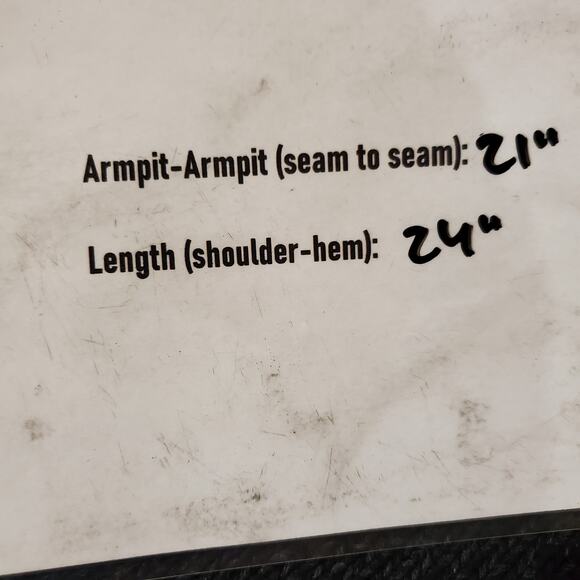 Armpit-Armpit (seam to seam): 21"
Length (shoulder-hem): 24"